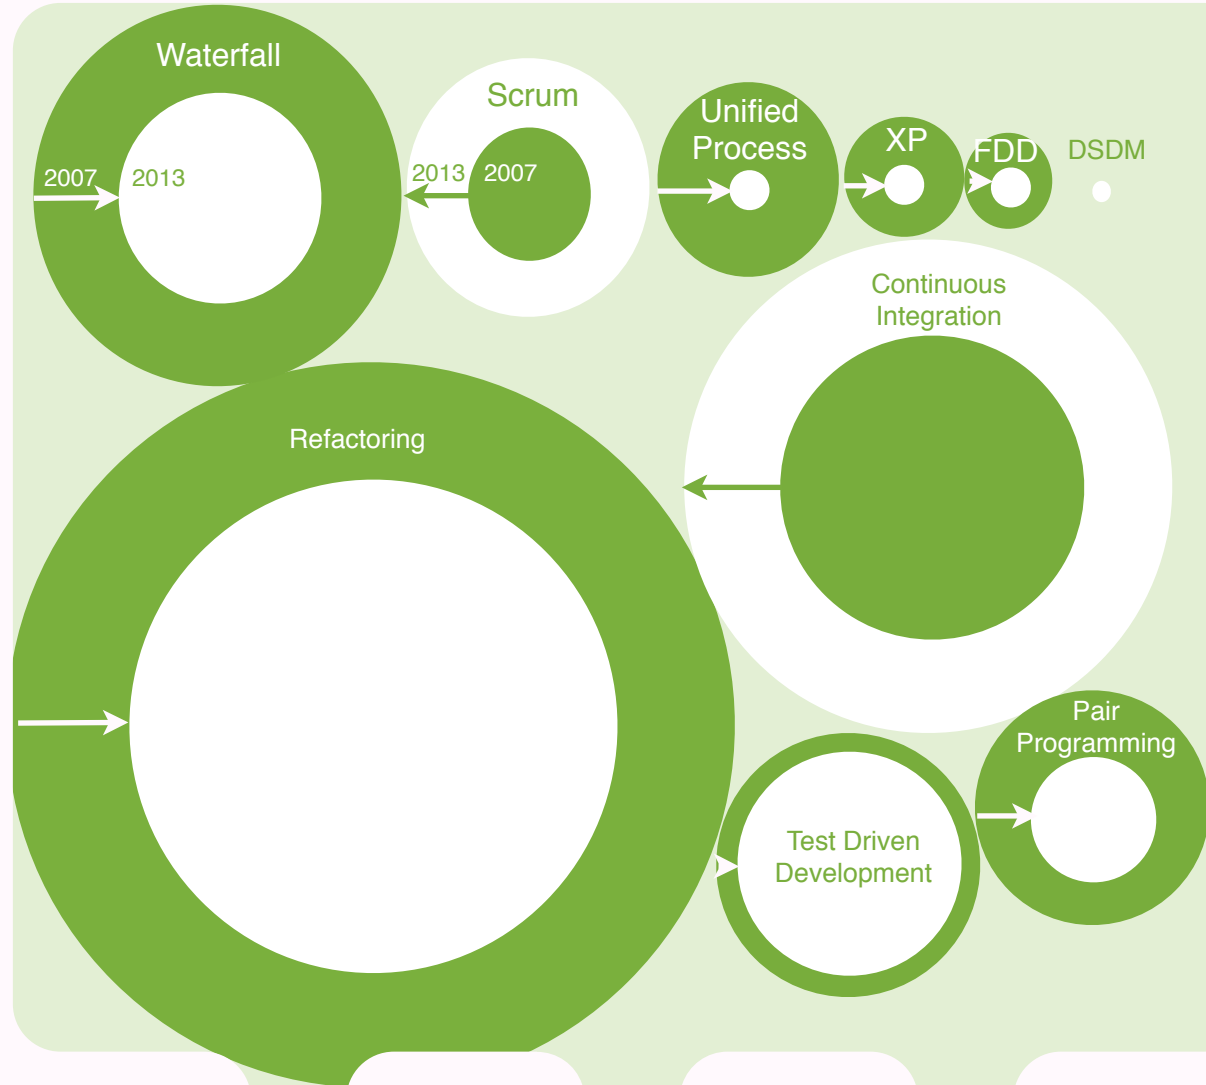 Waterfall
2007
2013
Scrum
2013
2007
Unified
Process
XP
FDD
DSDM
Continuous
Integration
Refactoring
Pair
Programming
Test Driven
Development